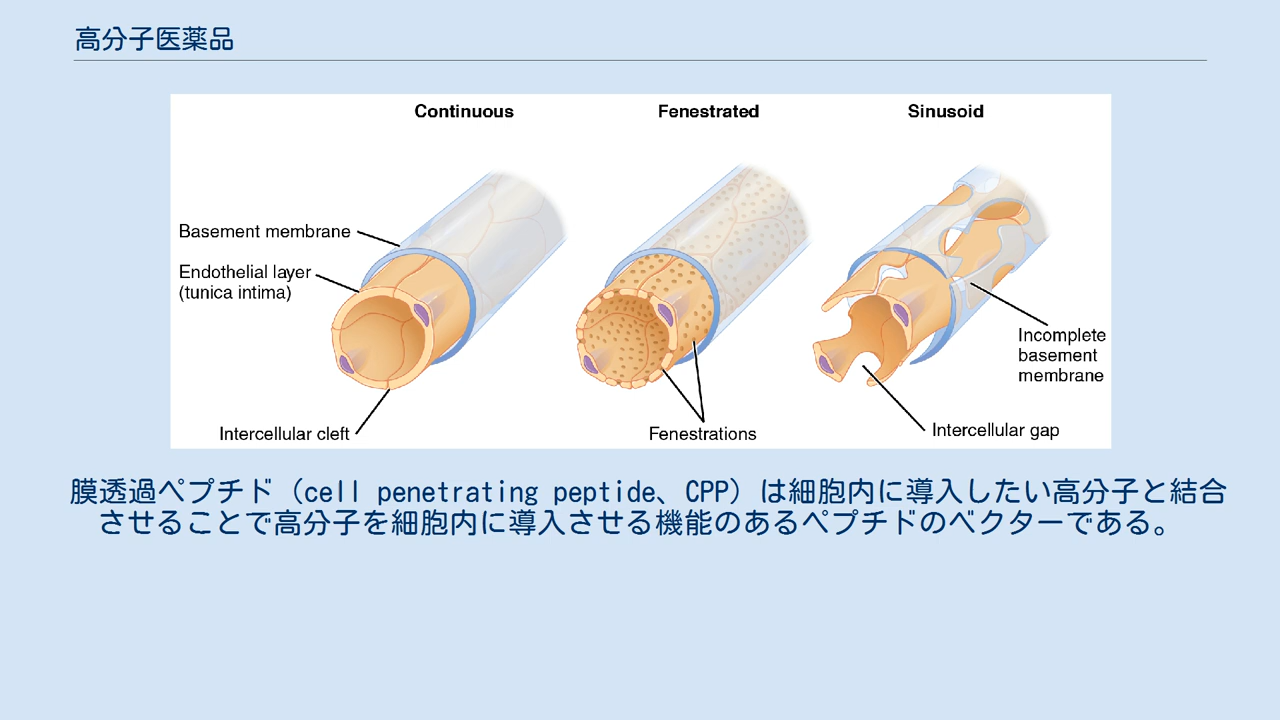 高分子医薬品
Continuous
Fenestrated
Sinusoid
Basement membrane
Endothelial layer
(tunica intima)
Intercellular cleft
Fenestrations
Incomplete
basement
membrane
Intercellular gap
膜透過ペプチド（cell penetrating peptide、CPP）は細胞内に導入したい高分子と結合
させることで高分子を細胞内に導入させる機能のあるペプチドのベクターである。